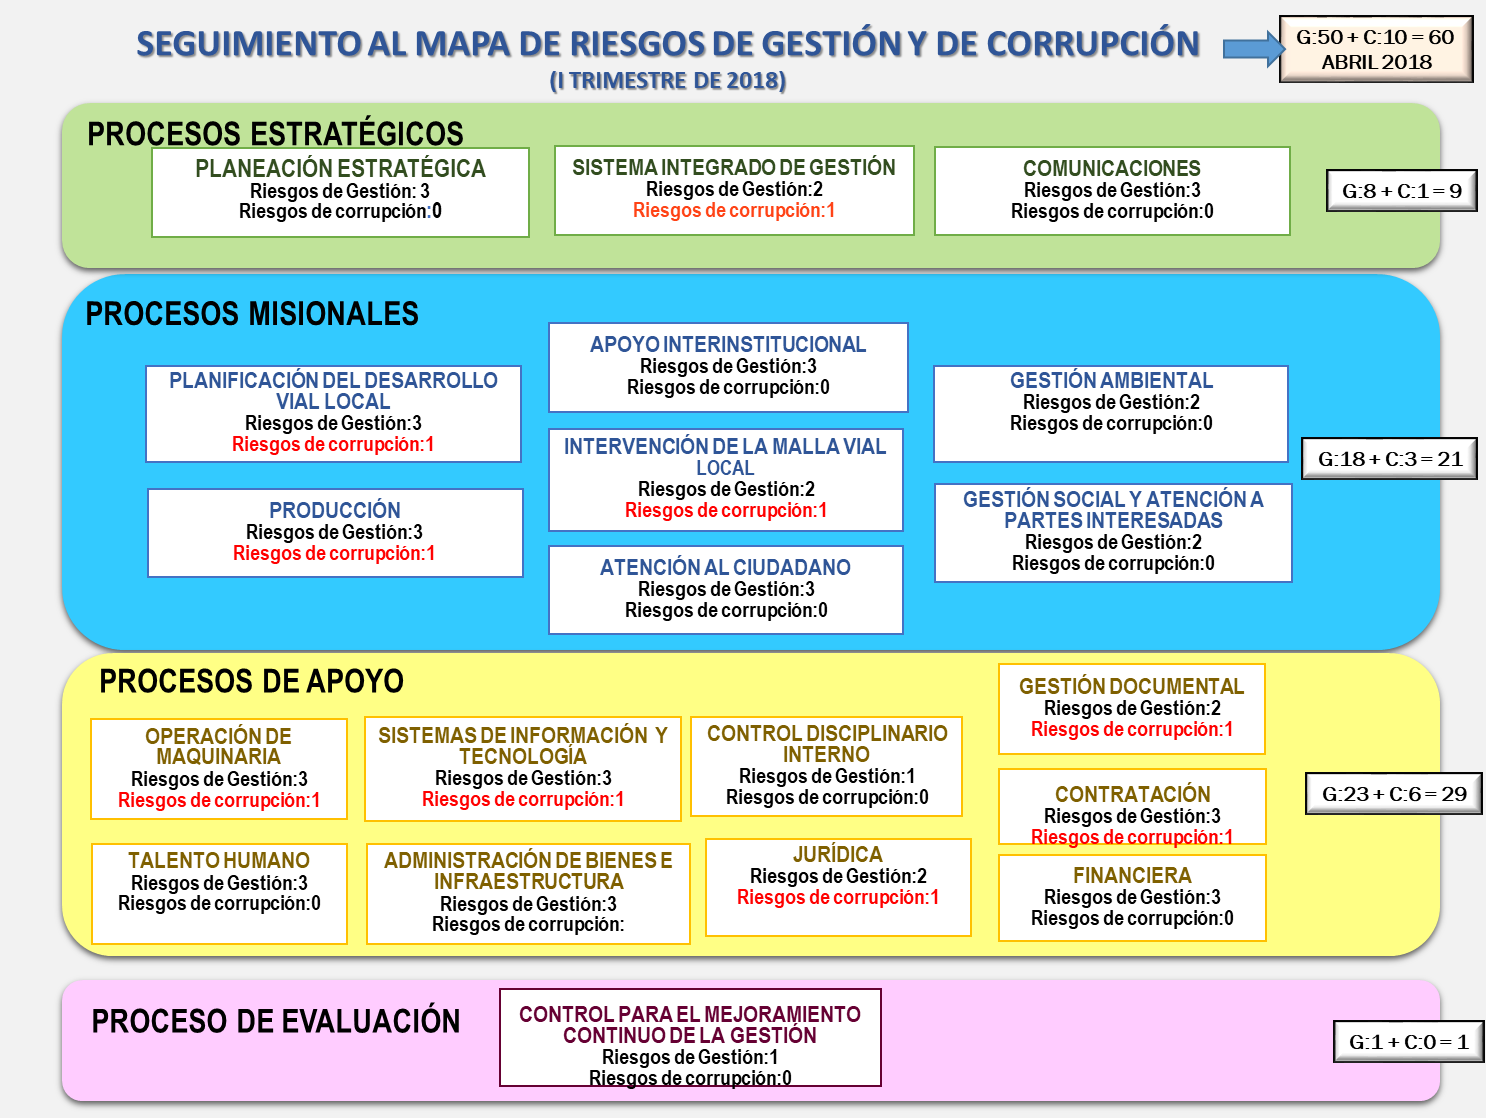 SEGUIMIENTO AL MAPA DE RIESGOS DE GESTIÓN Y DE CORRUPCIÓN
(I TRIMESTRE DE 2018)
G:50 + C:10 = 60
ABRIL 2018
PROCESOS ESTRATÉGICOS
PLANEACIÓN ESTRATÉGICA
Riesgos de Gestión: 3
Riesgos de corrupción:0
SISTEMA INTEGRADO DE GESTIÓN
Riesgos de Gestión:2
Riesgos de corrupción:1
COMUNICACIONES
Riesgos de Gestión:3
Riesgos de corrupción:0
G:8 + C:1 = 9
PROCESOS MISIONALES
PLANIFICACIÓN DEL DESARROLLO
VIAL LOCAL
Riesgos de Gestión:3
Riesgos de corrupción:1
PRODUCCIÓN
Riesgos de Gestión:3
Riesgos de corrupción:1
APOYO INTERINSTITUCIONAL
Riesgos de Gestión:3
Riesgos de corrupción:0
INTERVENCIÓN DE LA MALLA VIAL
LOCAL
Riesgos de Gestión:2
Riesgos de corrupción:1
ATENCIÓN AL CIUDADANO
Riesgos de Gestión:3
Riesgos de corrupción:0
GESTIÓN AMBIENTAL
Riesgos de Gestión:2
Riesgos de corrupción:0
GESTIÓN SOCIAL Y ATENCIÓN A
PARTES INTERESADAS
Riesgos de Gestión:2
Riesgos de corrupción:0
G:18 + C:3 = 21
PROCESOS DE APOYO
OPERACIÓN DE
MAQUINARIA
Riesgos de Gestión:3
Riesgos de corrupción:1
SISTEMAS DE INFORMACIÓN Y
TECNOLOGÍA
Riesgos de Gestión:3
Riesgos de corrupción:1
CONTROL DISCIPLINARIO
INTERNO
Riesgos de Gestión:1
Riesgos de corrupción:0
GESTIÓN DOCUMENTAL
Riesgos de Gestión:2
Riesgos de corrupción:1
CONTRATACIÓN
Riesgos de Gestión:3
Riesgos de corrupción:1
TALENTO HUMANO
Riesgos de Gestión:3
Riesgos de corrupción:0
ADMINISTRACIÓN DE BIENES E
INFRAESTRUCTURA
Riesgos de Gestión:3
Riesgos de corrupción:
JURÍDICA
Riesgos de Gestión:2
Riesgos de corrupción:1
FINANCIERA
Riesgos de Gestión:3
Riesgos de corrupción:0
G:23 + C:6 = 29
PROCESO DE EVALUACIÓN
CONTROL PARA EL MEJORAMIENTO
CONTINUO DE LA GESTIÓN
Riesgos de Gestión:1
Riesgos de corrupción:0
G:1 + C:0 = 1